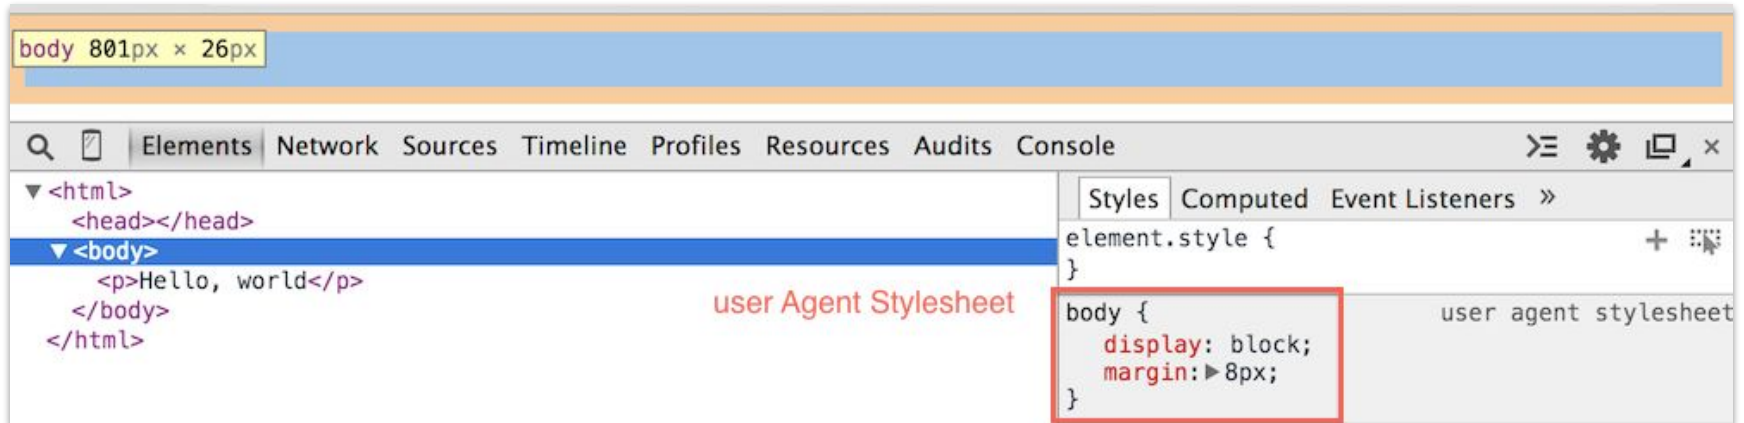 body 801px × 26px
Elements Network Sources Timeline Profiles Resources Audits Console
▼<html>
<head></head>
▼<body>
<p>Hello, world</p>
</body>
</html>
user Agent Stylesheet
Styles Computed Event Listeners »
element.style {
}
body { user agent stylesheet
display: block;
margin:▶8px;
}